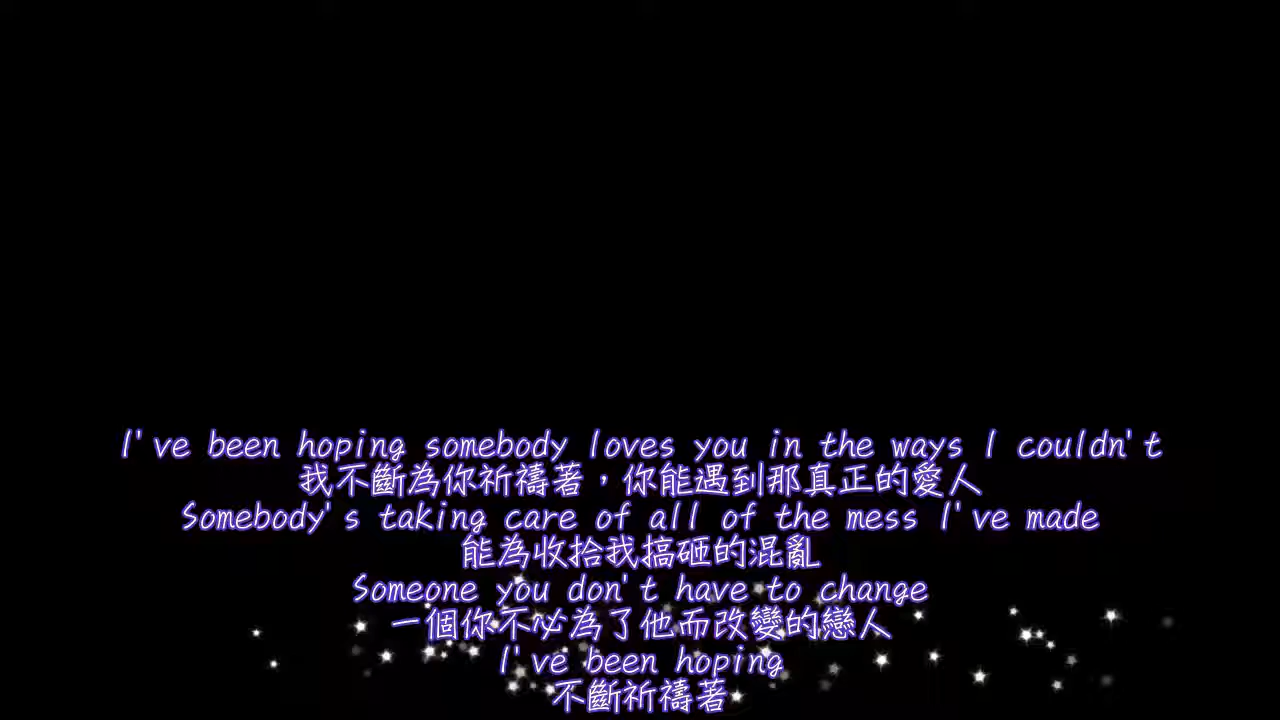 I've been hoping somebody loves you in the ways I couldn't
我不斷為你祈禱著，你能遇到那真正的愛人
Somebody's taking care of all of the mess I've made
能為收拾我搞砸的混亂
Someone you don't have to change
一個你不必為了他而改變的戀人
I've been hoping
不斷祈禱著